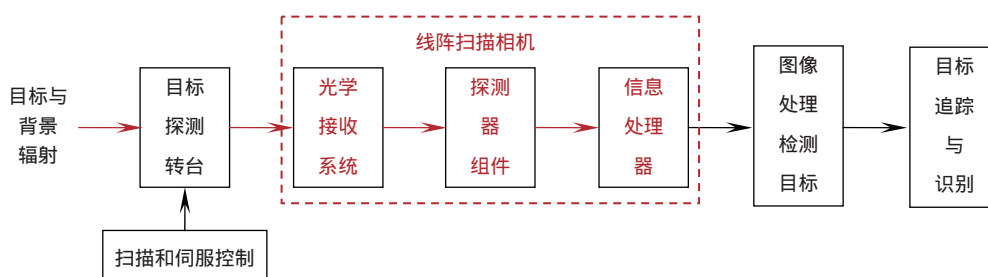 线阵扫描相机
目标与
背景
辐射
目标
探测
转台
光学
接收
系统
探测
器
组件
信息
处理
器
图像
处理
检测
目标
目标
追踪
与
识别
扫描和伺服控制